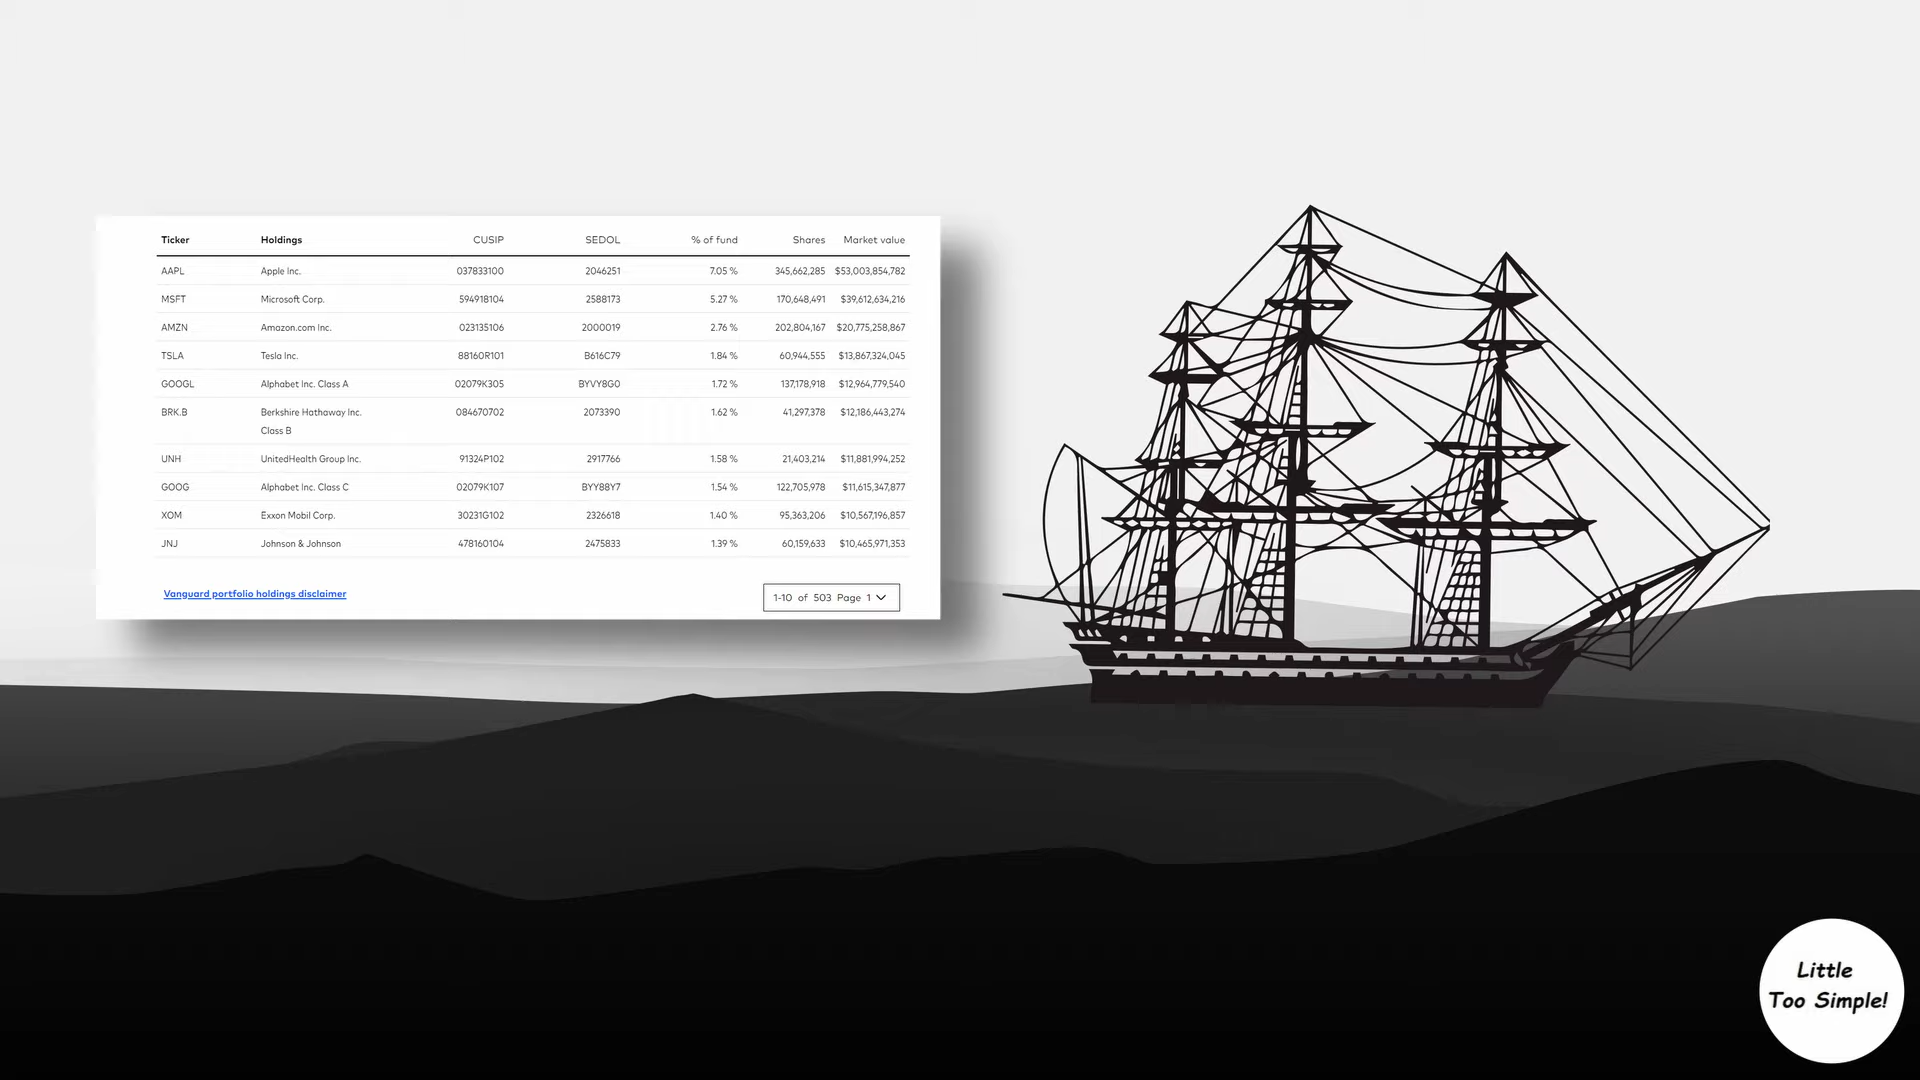 Ticker Holdings CUSIP SEDOL % of fund Shares Market value
AAPL Apple Inc. 037833100 2046251 7.05 % 345,662,285 $53,003,854,782
MSFT Microsoft Corp. 594918104 2588173 5.27 % 170,648,491 $39,612,634,216
AMZN Amazon.com Inc. 023135106 2000019 2.76 % 202,804,167 $20,775,258,867
TSLA Tesla Inc. 88160R101 B616C79 1.84 % 60,944,555 $13,867,324,045
GOOGL Alphabet Inc. Class A 02079K305 BYVY8G0 1.72 % 137,178,918 $12,964,779,540
BRK.B Berkshire Hathaway Inc. 084670702 2073390 1.62 % 41,297,378 $12,186,443,274
Class B
UNH UnitedHealth Group Inc. 91324P102 2917766 1.58 % 21,403,214 $11,881,994,252
GOOG Alphabet Inc. Class C 02079K107 BYY88Y7 1.54 % 122,705,978 $11,615,347,877
XOM Exxon Mobil Corp. 30231G102 2326618 1.40 % 95,363,206 $10,567,196,857
JNJ Johnson & Johnson 478160104 2475833 1.39 % 60,159,633 $10,465,971,353
Vanguard portfolio holdings disclaimer
1-10 of 503 Page 1
Little
Too Simple!